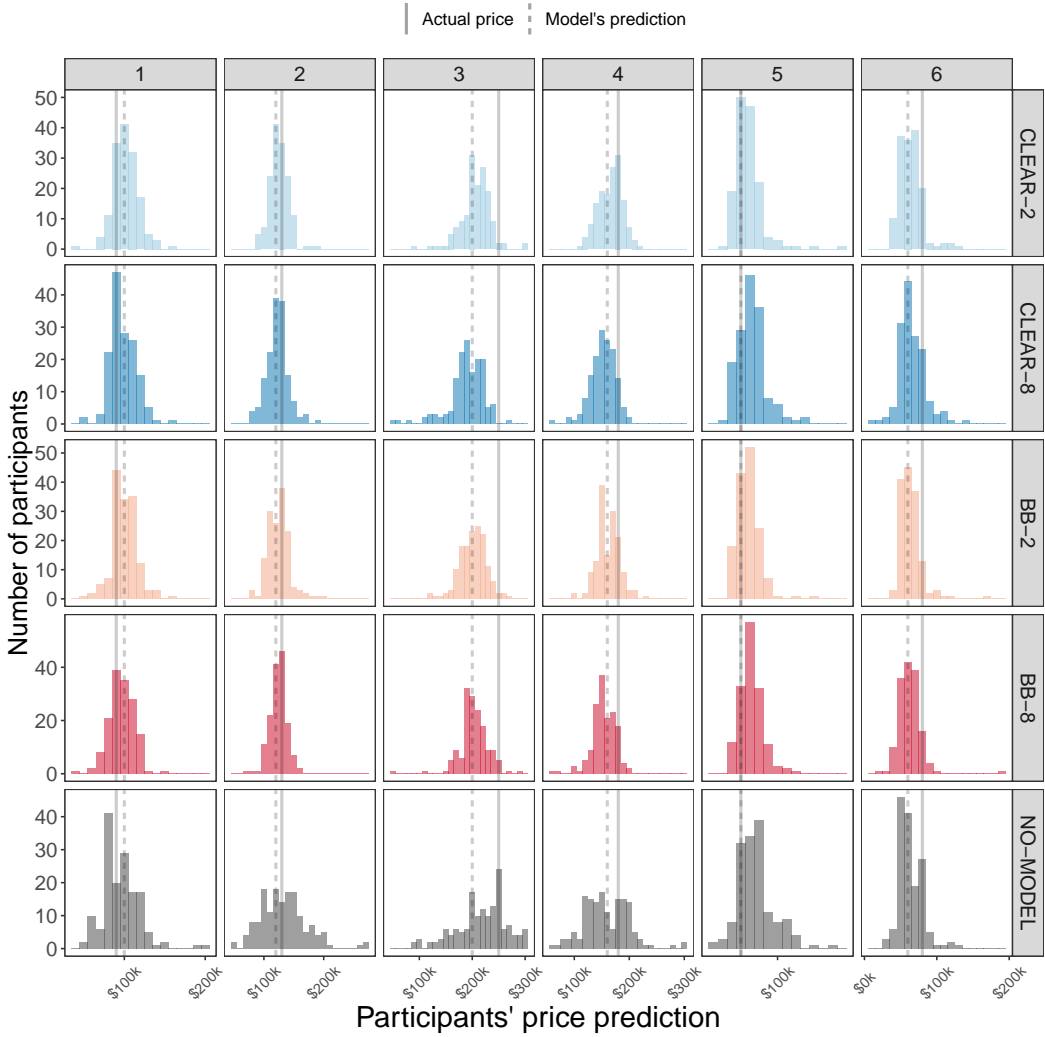 Actual price Model's prediction
1 2 3 4 5 6
Number of participants
50
40
30
20
10
0
CLEAR−2
40
30
20
10
0
CLEAR−8
50
40
30
20
10
0
BB−2
40
20
0
BB−8
40
30
20
10
0
NO−MODEL
$100k $200k $100k $200k $100k $200k $300k $100k $200k $300k $100k $0k $100k $200k
Participants' price prediction